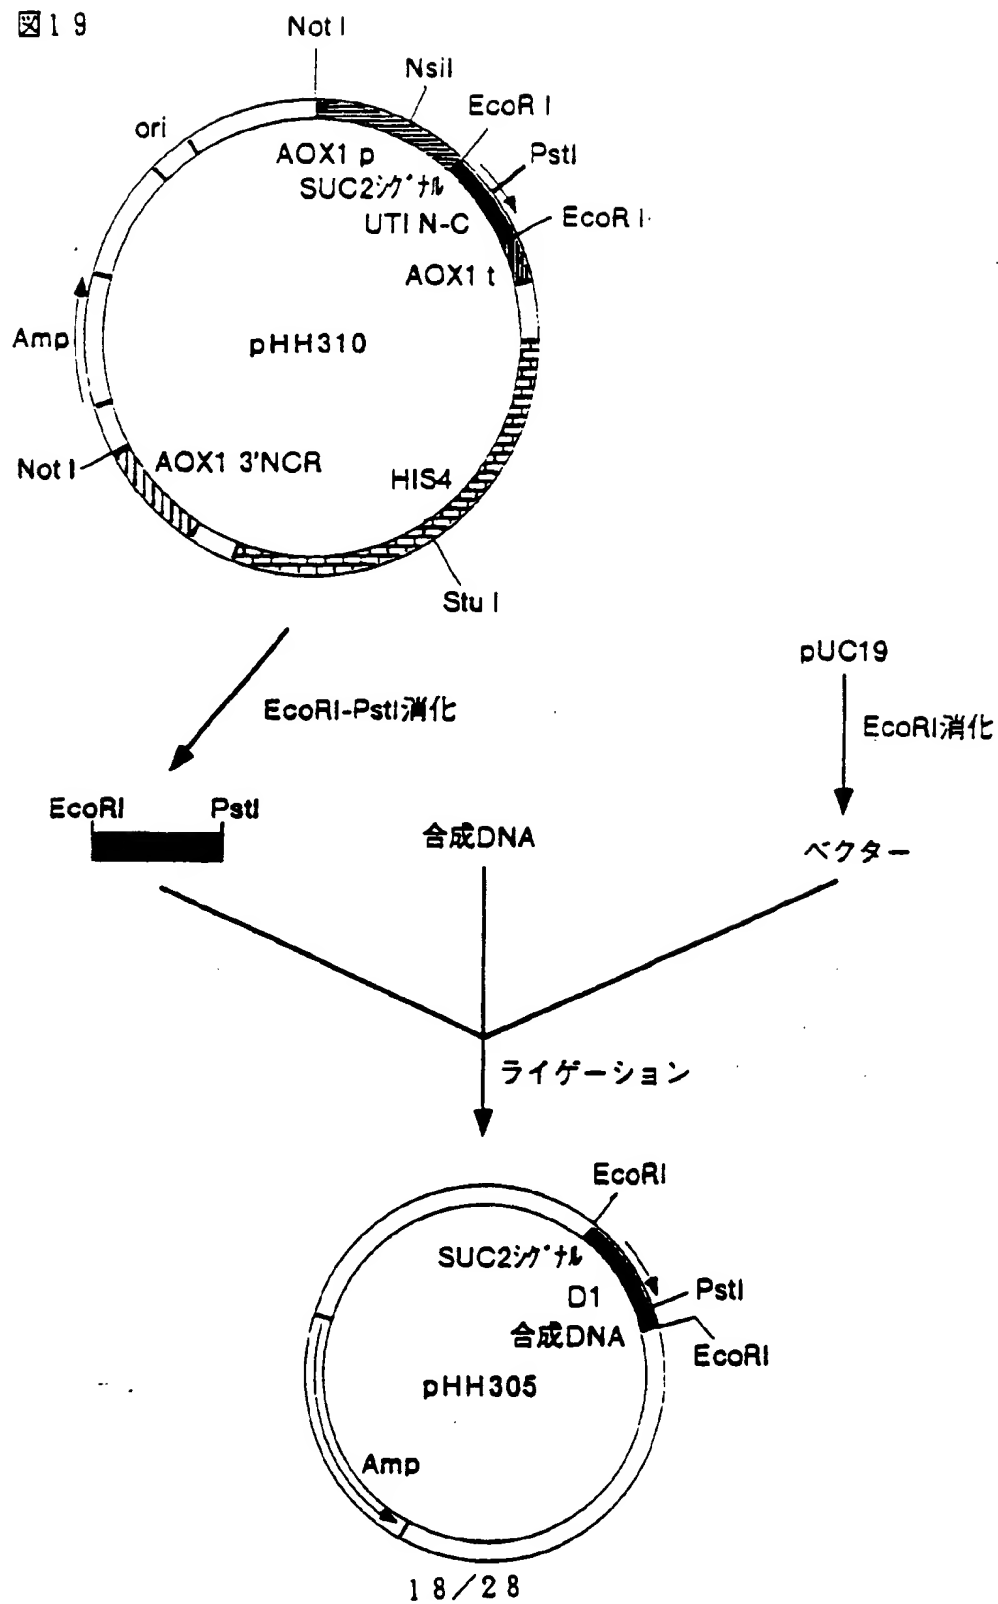 図19
Not I
NsiI
EcoR I
PstI
ori
AOX1 p
SUC2ｼｸﾞﾅﾙ
UTI N-C
EcoR I
AOX1 t
Amp
pHH310
Not I
AOX1 3'NCR
HIS4
Stu I
pUC19
EcoRI-PstI消化
EcoRI消化
EcoRI
PstI
合成DNA
ベクター
ライゲーション
EcoRI
SUC2ｼｸﾞﾅﾙ
D1
PstI
合成DNA
EcoRI
pHH305
Amp
18/28